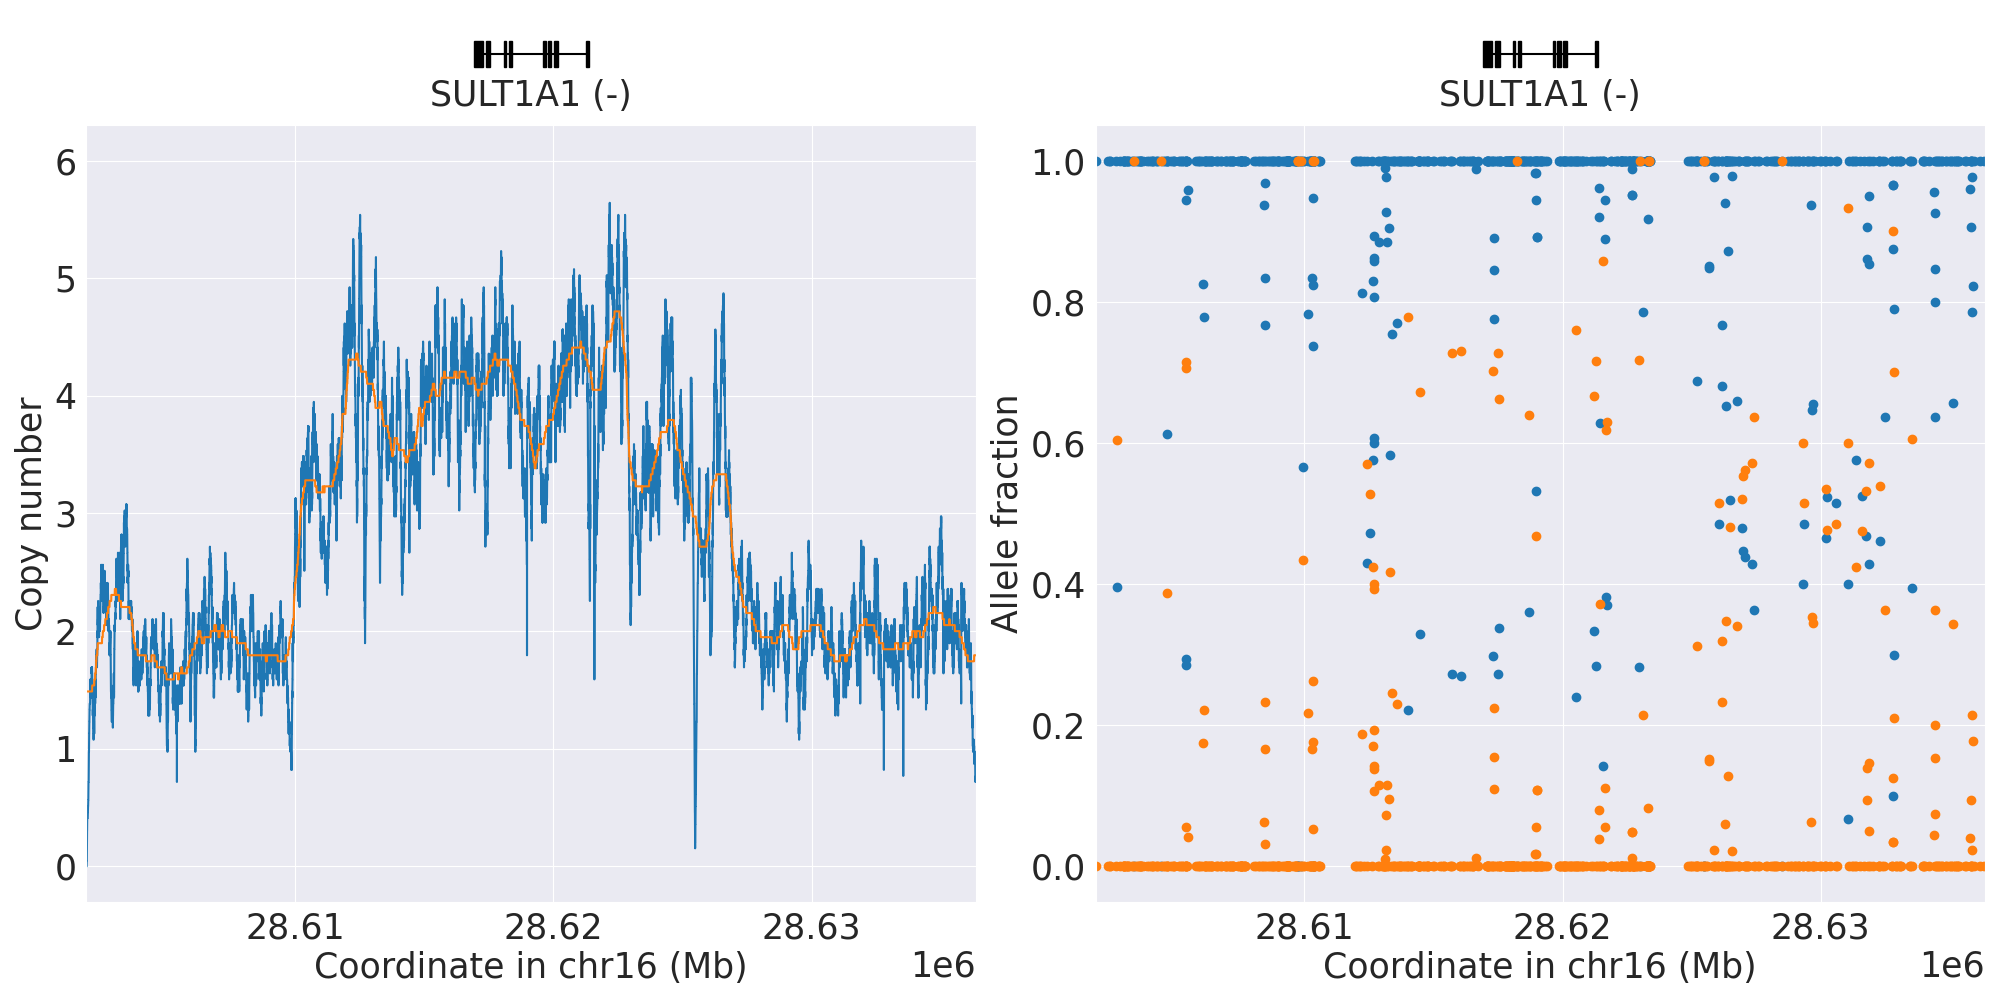 SULT1A1 (-)
6
5
4
3
2
1
0
Copy number
28.61
28.62
28.63
Coordinate in chr16 (Mb)
1e6
SULT1A1 (-)
1.0
0.8
0.6
0.4
0.2
0.0
Allele fraction
28.61
28.62
28.63
Coordinate in chr16 (Mb)
1e6